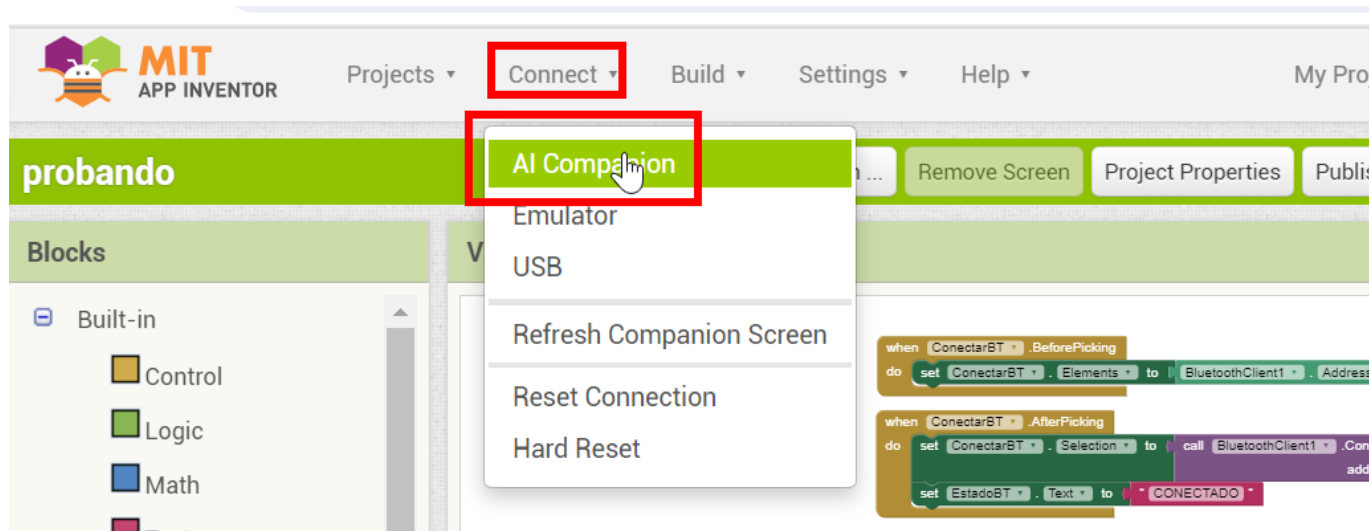 MIT
APP INVENTOR
Projects
Connect
Build
Settings
Help
probando
AI Companion
Remove Screen
Project Properties
Emulator
USB
Refresh Companion Screen
Reset Connection
Hard Reset
Blocks
Built-in
Control
Logic
Math
when ConectarBT .BeforePicking
do set ConectarBT . Elements to BluetoothClient1 .
when ConectarBT .AfterPicking
do set ConectarBT . Selection to call BluetoothClient1
set EstadoBT . Text to " CONECTADO "